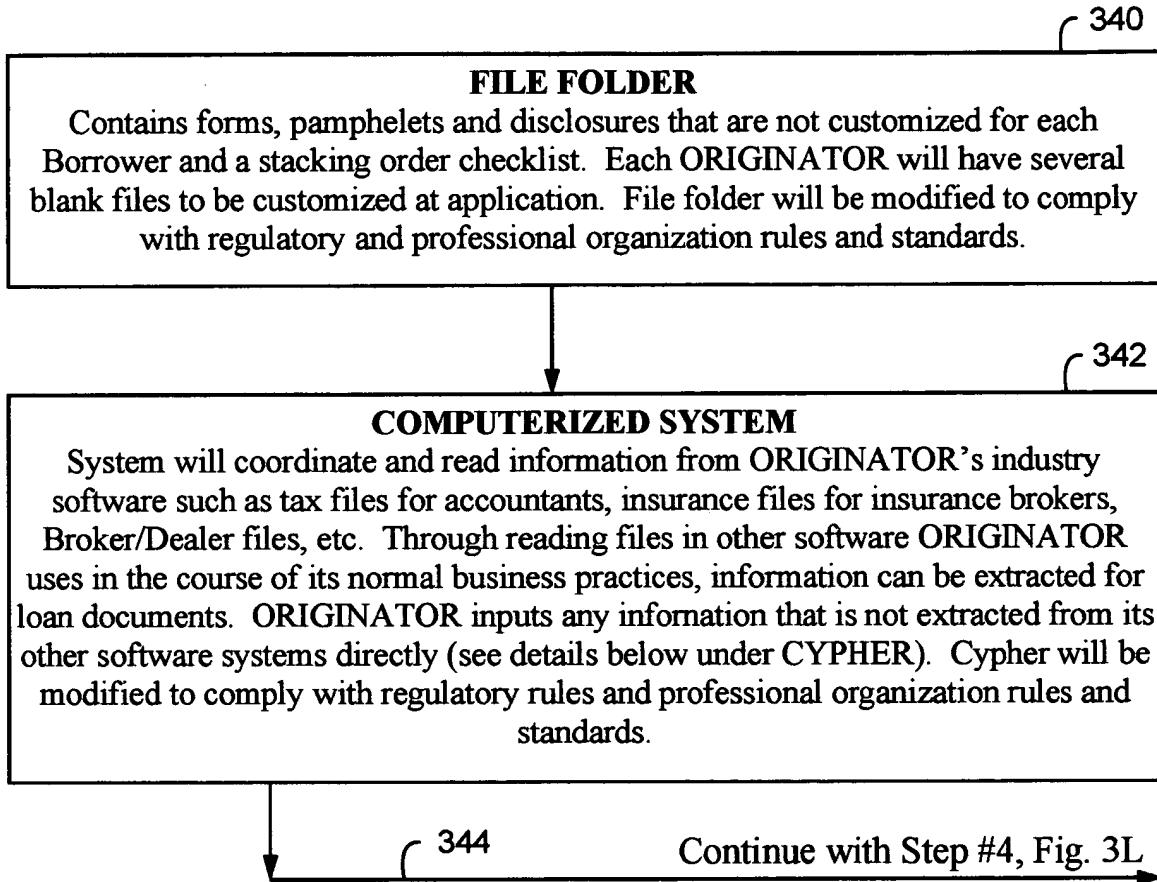 340
FILE FOLDER
Contains forms, pamphelets and disclosures that are not customized for each
Borrower and a stacking order checklist. Each ORIGINATOR will have several
blank files to be customized at application. File folder will be modified to comply
with regulatory and professional organization rules and standards.
342
COMPUTERIZED SYSTEM
System will coordinate and read information from ORIGINATOR's industry
software such as tax files for accountants, insurance files for insurance brokers,
Broker/Dealer files, etc. Through reading files in other software ORIGINATOR
uses in the course of its normal business practices, information can be extracted for
loan documents. ORIGINATOR inputs any information that is not extracted from its
other software systems directly (see details below under CYPHER). Cypher will be
modified to comply with regulatory rules and professional organization rules and
standards.
344
Continue with Step #4, Fig. 3L